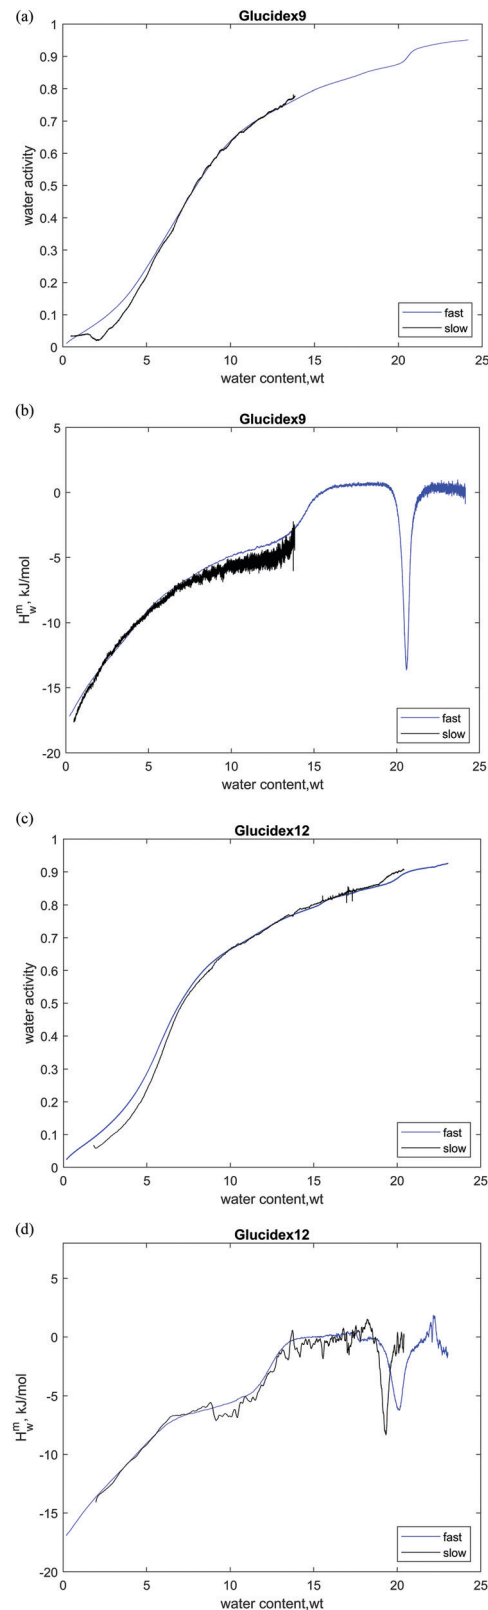 (a)
Glucidex9
1
0.9
0.8
0.7
0.6
0.5
0.4
0.3
0.2
0.1
0
water activity
fast
slow
0 5 10 15 20 25
water content,wt
(b)
Glucidex9
5
0
-5
-10
-15
-20
H_w^m, kJ/mol
fast
slow
0 5 10 15 20 25
water content,wt
(c)
Glucidex12
1
0.9
0.8
0.7
0.6
0.5
0.4
0.3
0.2
0.1
0
water activity
fast
slow
0 5 10 15 20 25
water content,wt
(d)
Glucidex12
5
0
-5
-10
-15
-20
H_w^m, kJ/mol
fast
slow
0 5 10 15 20 25
water content,wt